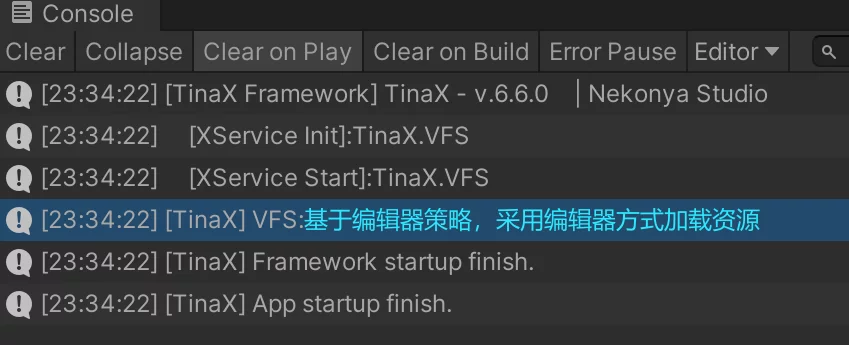 Console
Clear Collapse Clear on Play Clear on Build Error Pause Editor
[23:34:22] [TinaX Framework] TinaX - v.6.6.0 | Nekonya Studio
[23:34:22] [XService Init]:TinaX.VFS
[23:34:22] [XService Start]:TinaX.VFS
[23:34:22] [TinaX] VFS:基于编辑器策略，采用编辑器方式加载资源
[23:34:22] [TinaX] Framework startup finish.
[23:34:22] [TinaX] App startup finish.